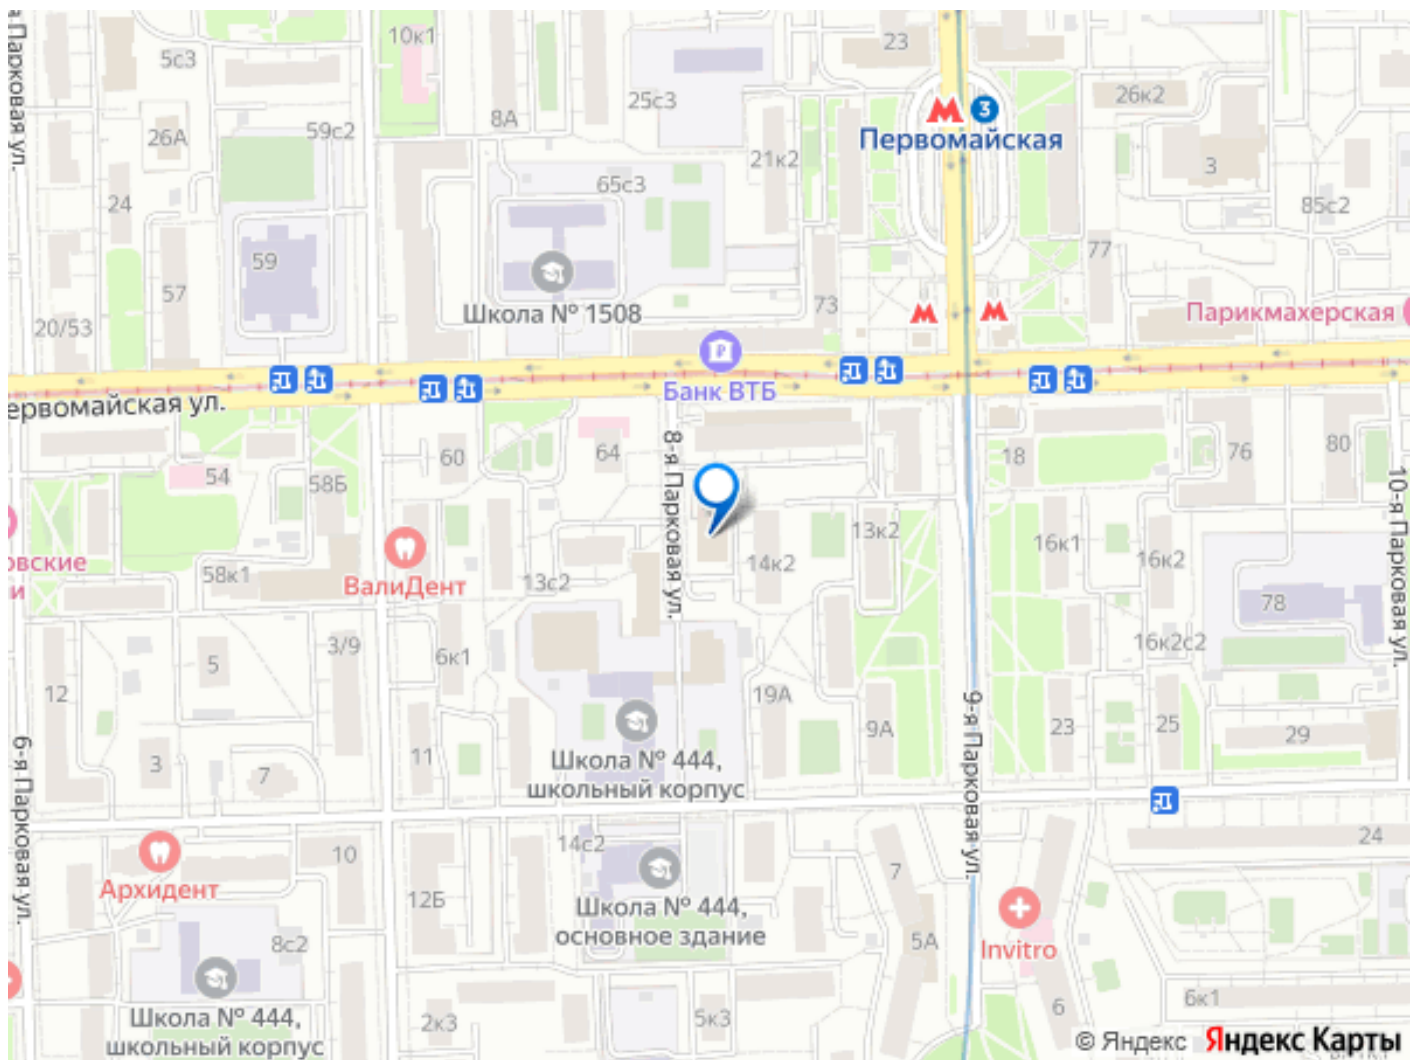 я Парковая ул.
5с3
10к1
25с3
23
26к2
3
Первомайская
8А
59с2
26А
24
65с3
21к2
3
85с2
59
57
77
20/53
Школа № 1508
73
Парикмахерская
Банк ВТБ
ервомайская ул.
8-я Парковая ул.
54
58Б
60
64
18
76
80
10-я Парковая ул.
овские
и
58к1
ВалиДент
13с2
14к2
13к2
16к1
16к2
78
16к2с2
12
5
3/9
6к1
19А
9А
23
25
29
9-я Парковая ул.
6-я Парковая ул.
3
7
11
Школа № 444,
школьный корпус
24
Архидент
10
12Б
14с2
Школа № 444,
основное здание
7
5А
Invitro
8с2
Школа № 444,
школьный корпус
2к3
5к3
6
6к1
© Яндекс Яндекс Карты